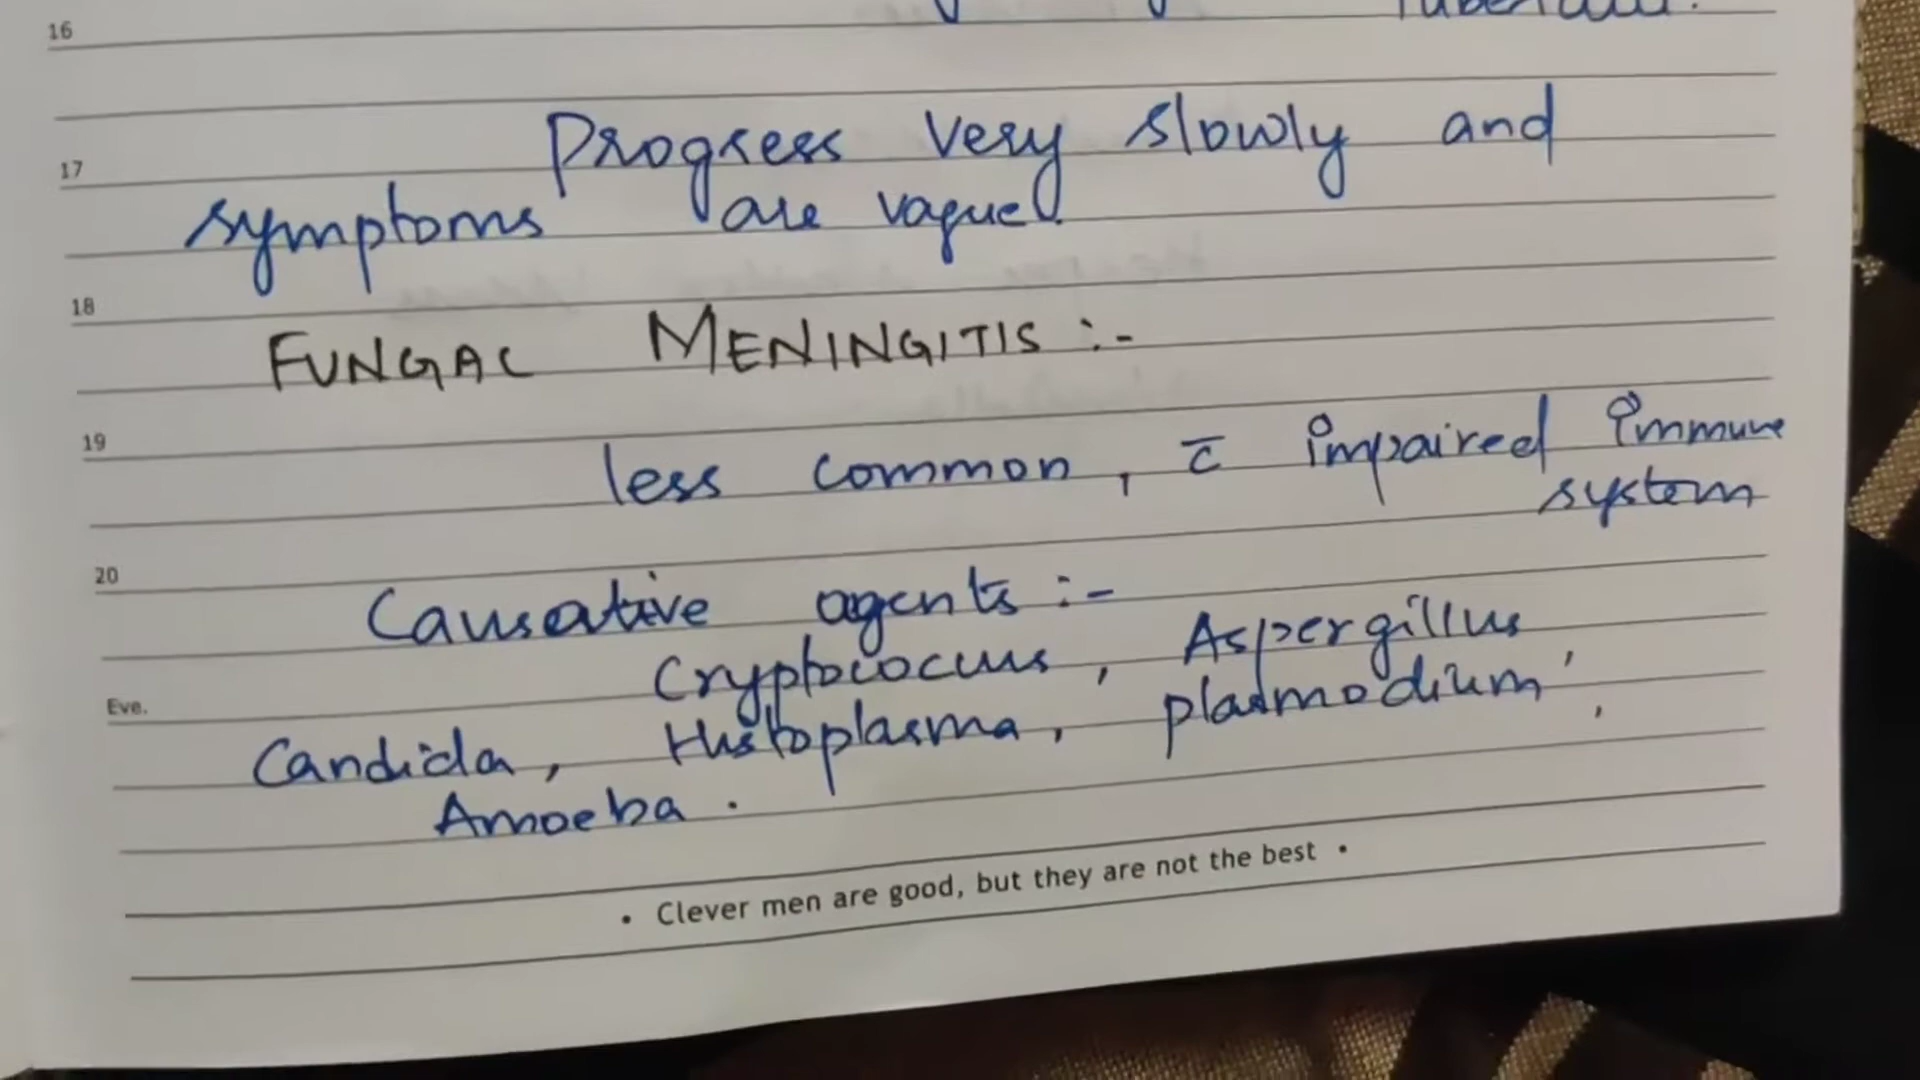 16
17 Progress very slowly and
symptoms are vague.
18
FUNGAL MENINGITIS :-
19
less common, c̄ impaired immune
system
20
Causative agents :-
Cryptococcus, Aspergillus,
Eve.
Candida, Histoplasma, plasmodium,
Amoeba.
• Clever men are good, but they are not the best •